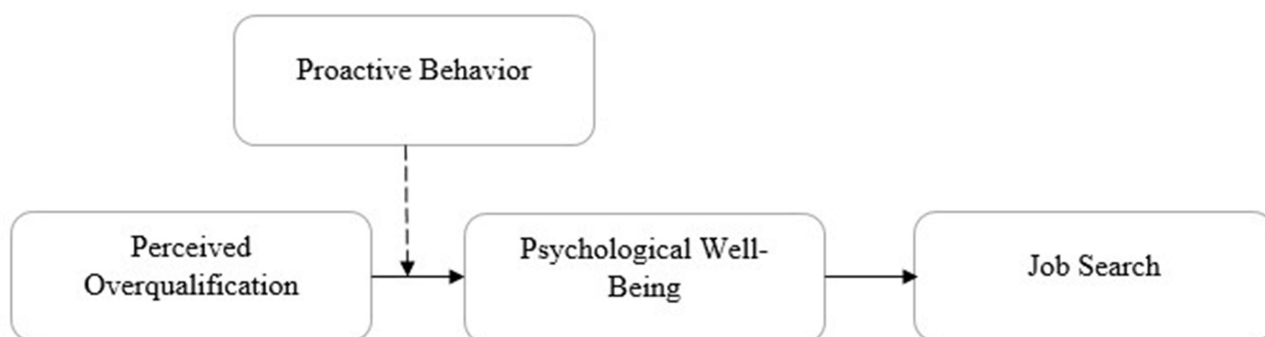 Proactive Behavior
Perceived
Overqualification
Psychological Well-
Being
Job Search